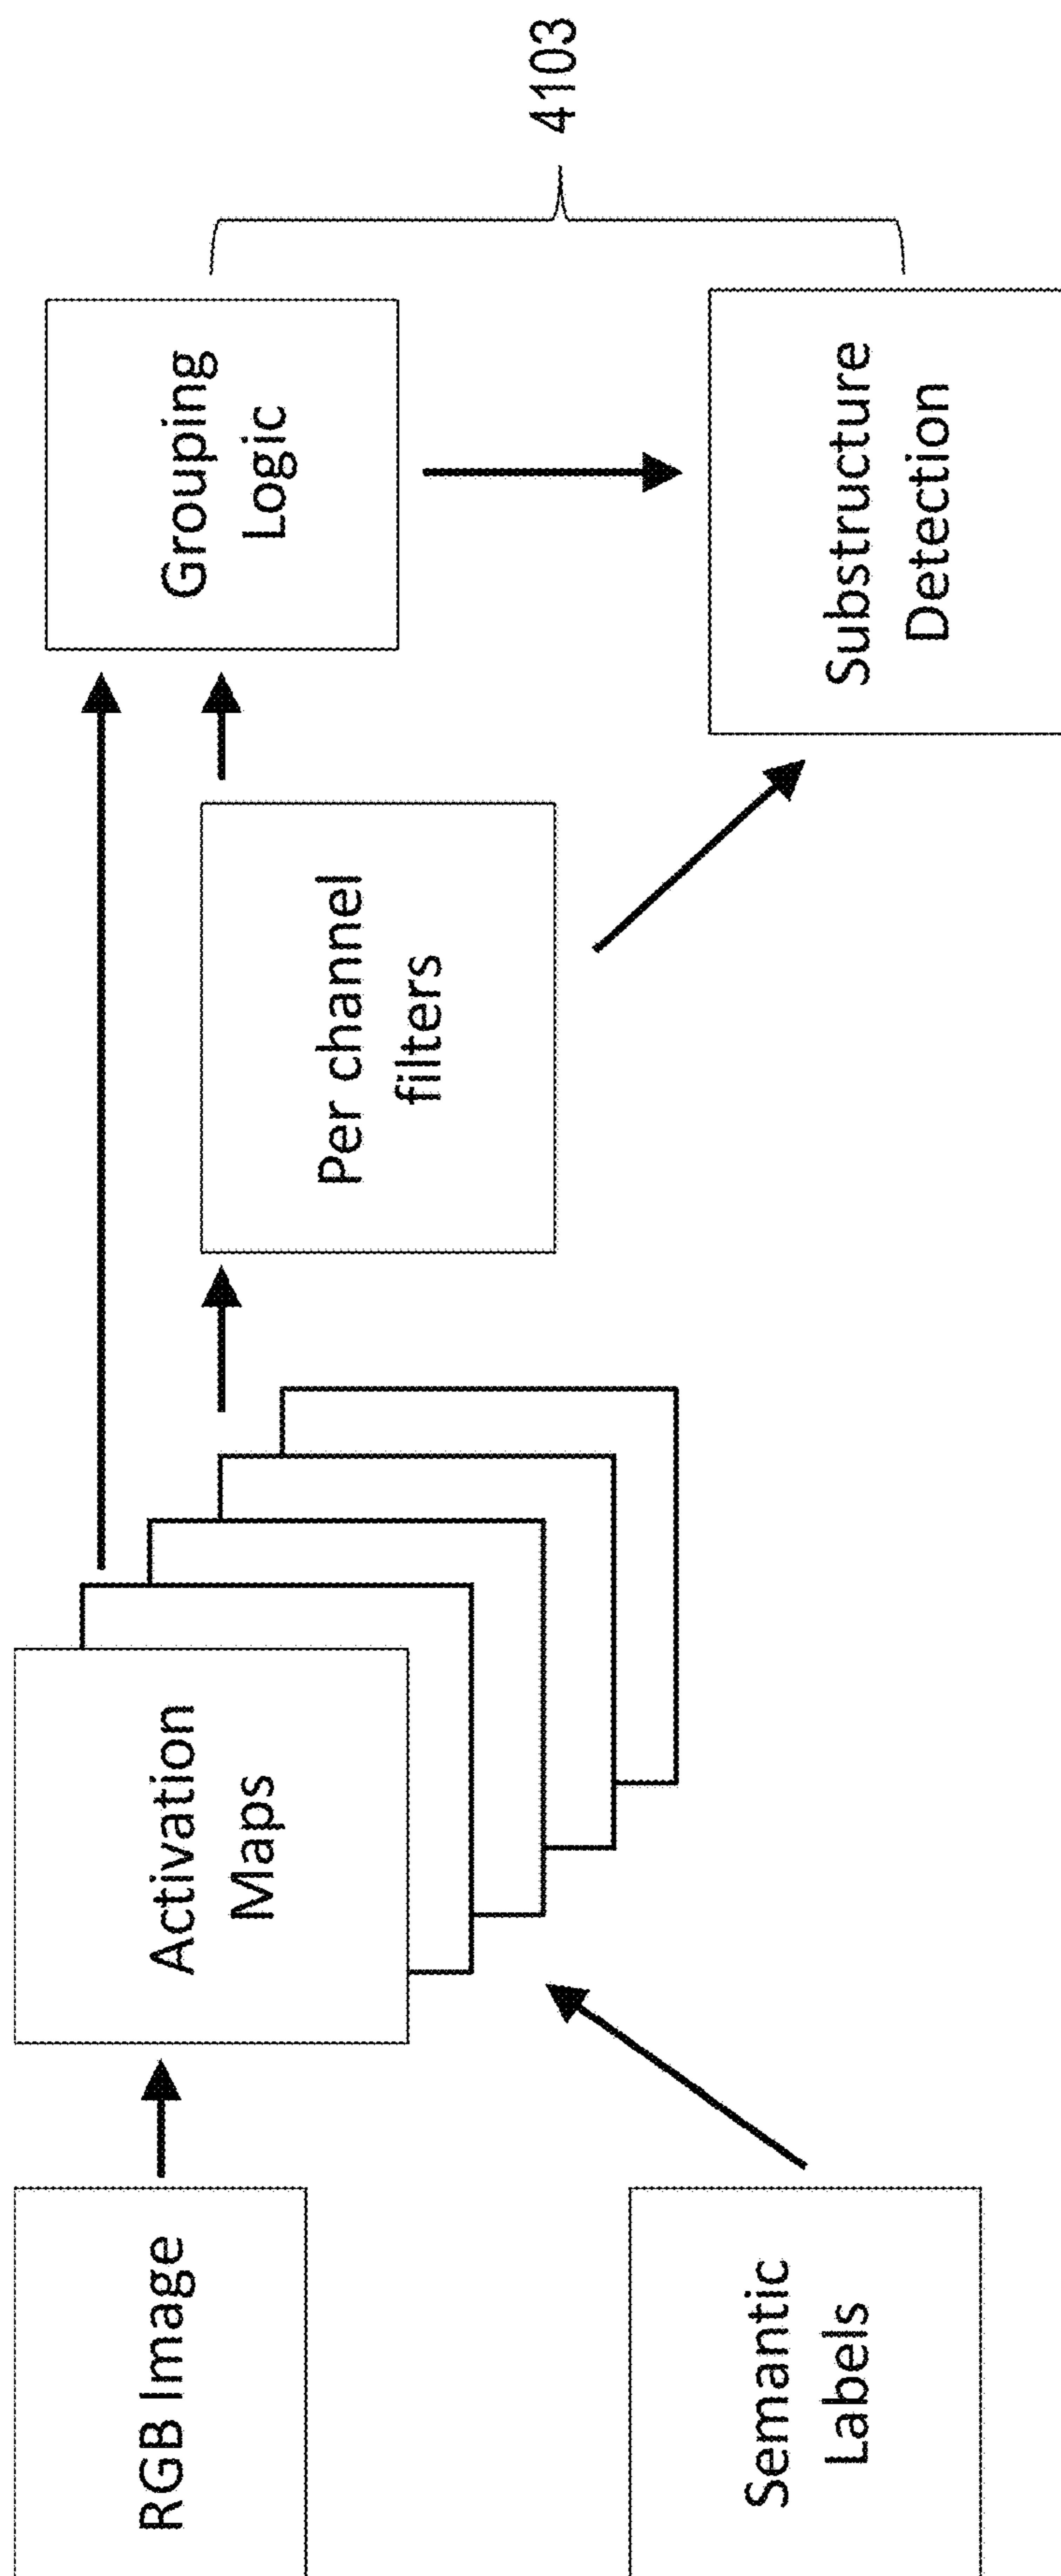 RGB Image
Semantic
Labels
Activation
Maps
Per channel
filters
Grouping
Logic
Substructure
Detection
4103